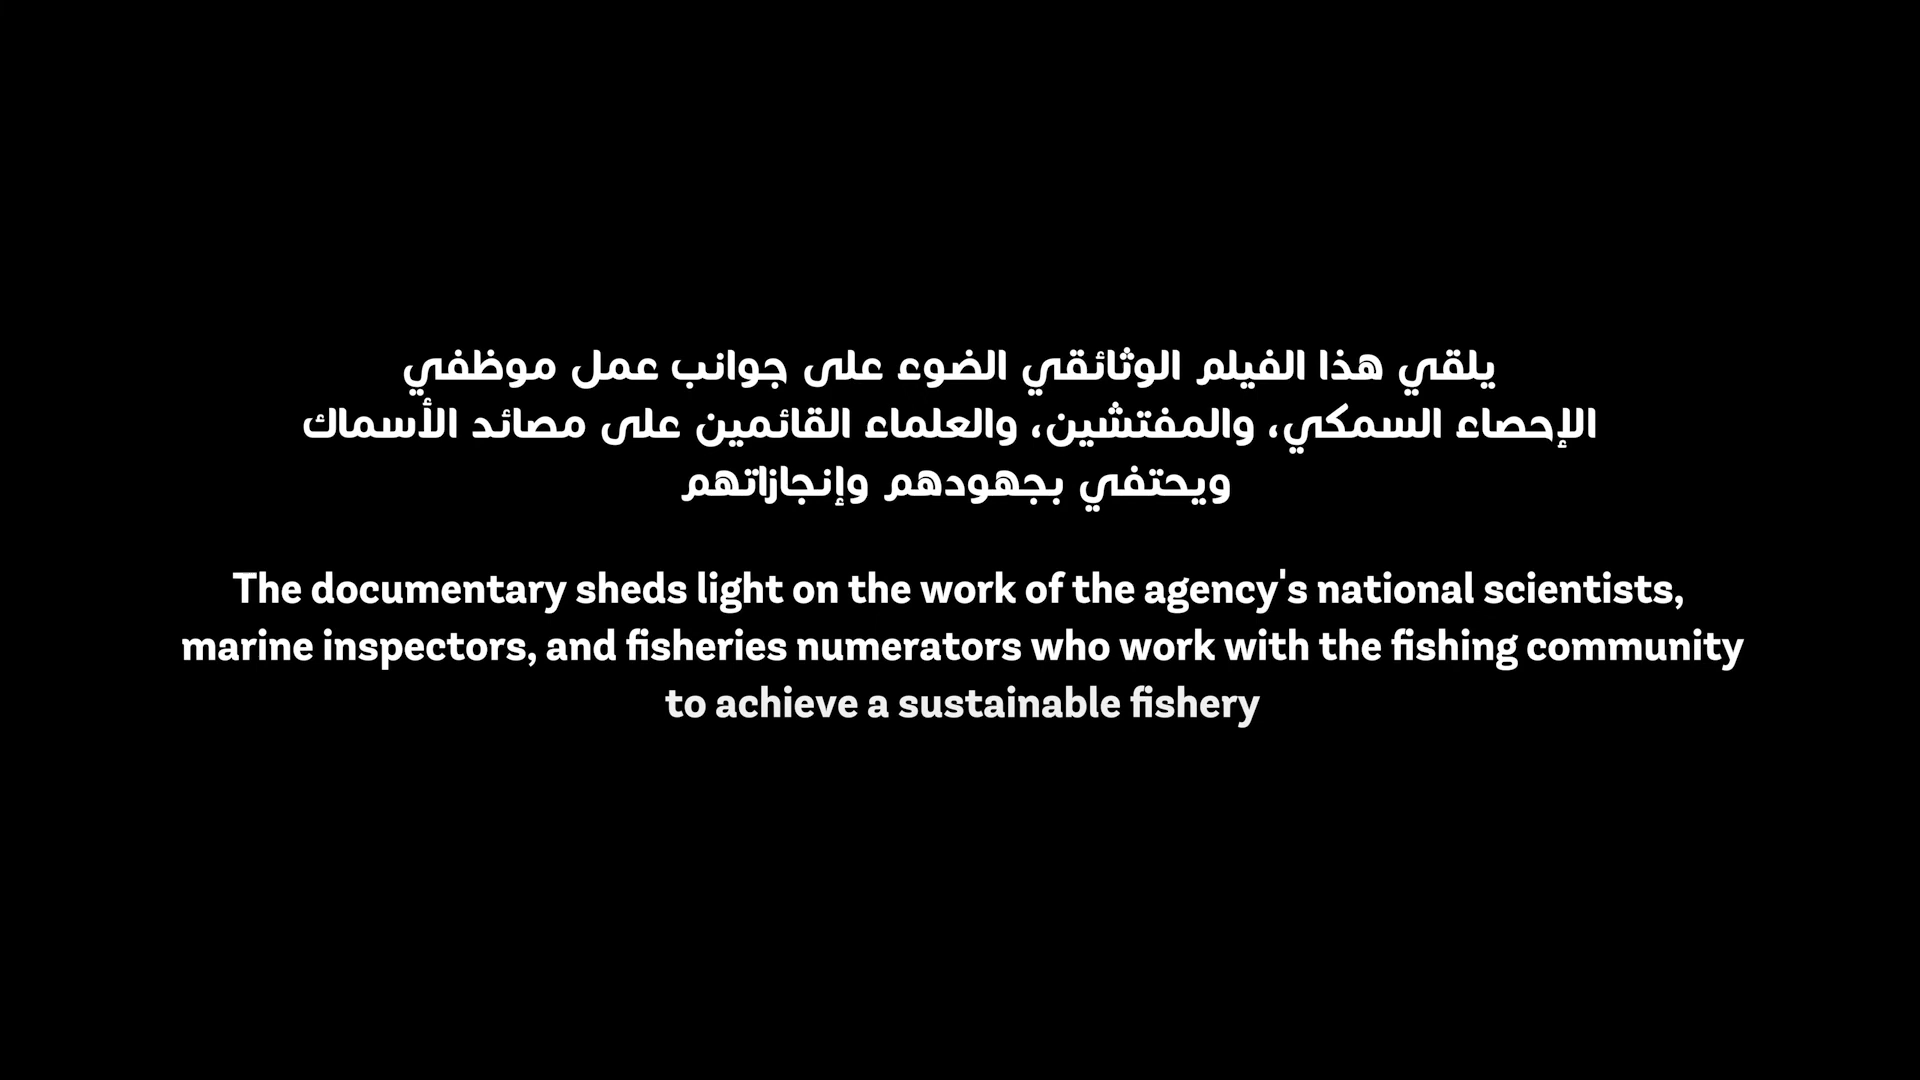 يلقي هذا الفيلم الوثائقي الضوء على جوانب عمل موظفي
الإحصاء السمكي، والمفتشين، والعلماء القائمين على مصائد الأسماك
ويحتفي بجهودهم وإنجازاتهم
The documentary sheds light on the work of the agency's national scientists,
marine inspectors, and fisheries numerators who work with the fishing community
to achieve a sustainable fishery